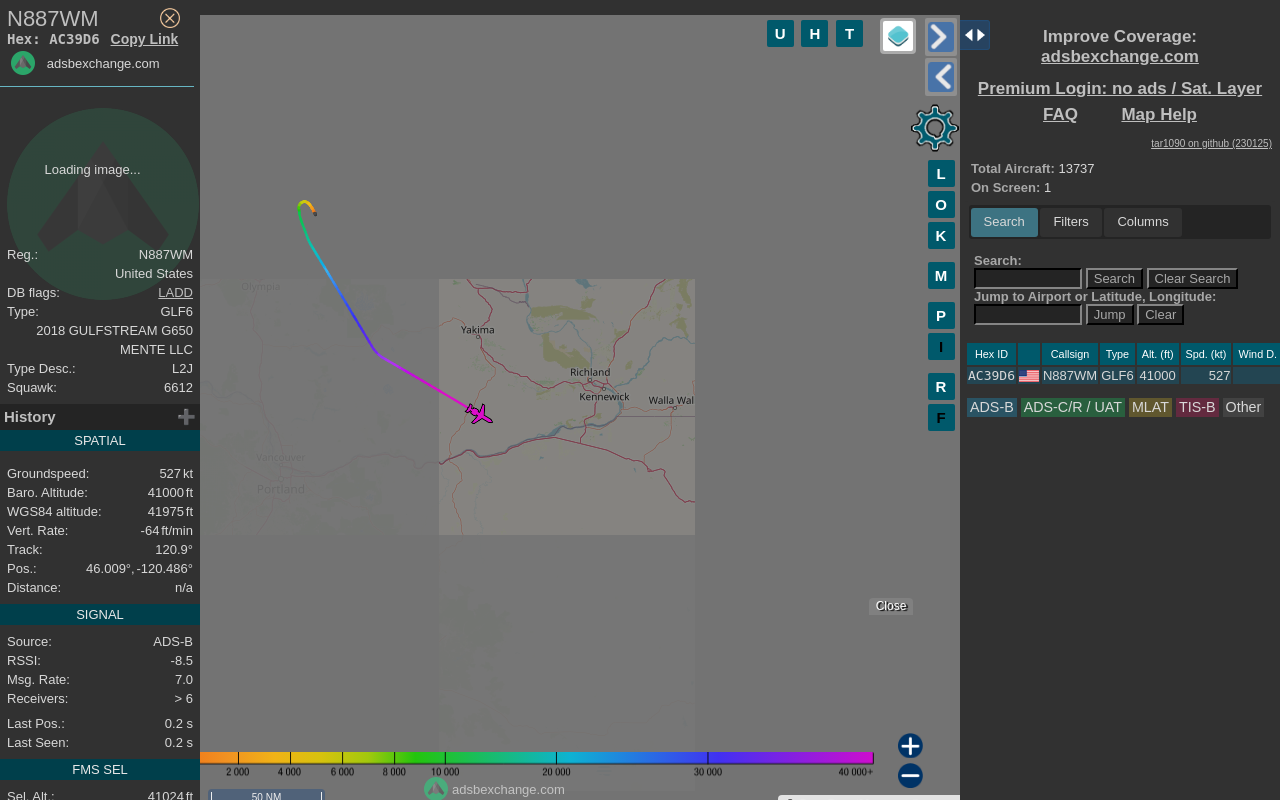 N887WM
Hex: AC39D6 Copy Link
adsbexchange.com
Loading image...
Reg.: N887WM
United States
DB flags: LADD
Type: GLF6
2018 GULFSTREAM G650
MENTE LLC
Type Desc.: L2J
Squawk: 6612
History
SPATIAL
Groundspeed: 527 kt
Baro. Altitude: 41000 ft
WGS84 altitude: 41975 ft
Vert. Rate: -64 ft/min
Track: 120.9°
Pos.: 46.009°, -120.486°
Distance: n/a
SIGNAL
Source: ADS-B
RSSI: -8.5
Msg. Rate: 7.0
Receivers: > 6
Last Pos.: 0.2 s
Last Seen: 0.2 s
FMS SEL
Sel. Alt.: 41024 ft
U H T
L
O
K
M
P
I
R
F
Olympia
Yakima
Richland
Kennewick
Walla Wal
Vancouver
Portland
Close
2 000 4 000 6 000 8 000 10 000 20 000 30 000 40 000+
50 NM
adsbexchange.com
Improve Coverage:
adsbexchange.com
Premium Login: no ads / Sat. Layer
FAQ Map Help
tar1090 on github (230125)
Total Aircraft: 13737
On Screen: 1
Search Filters Columns
Search:
Search Clear Search
Jump to Airport or Latitude, Longitude:
Jump Clear
Hex ID Callsign Type Alt. (ft) Spd. (kt) Wind D.
AC39D6 N887WM GLF6 41000 527
ADS-B ADS-C/R / UAT MLAT TIS-B Other